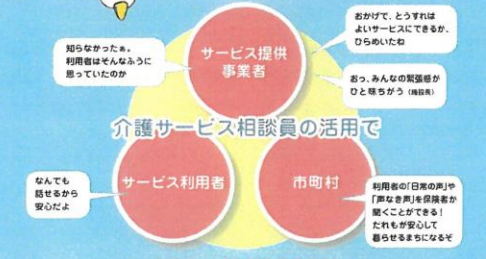 おかげで、どうすれば
よいサービスにできるか、
ひらめいたね
知らなかったぁ。
利用者はそんなふうに
思っていたのか
サービス提供
事業者
おっ、みんなの緊張感が
ひと味ちがう（施設長）
介護サービス相談員の活用で
なんでも
話せるから
安心だよ
サービス利用者
市町村
利用者の「日常の声」や
「声なき声」を保険者が
聞くことができる！
だれもが安心して
暮らせるまちになるぞ